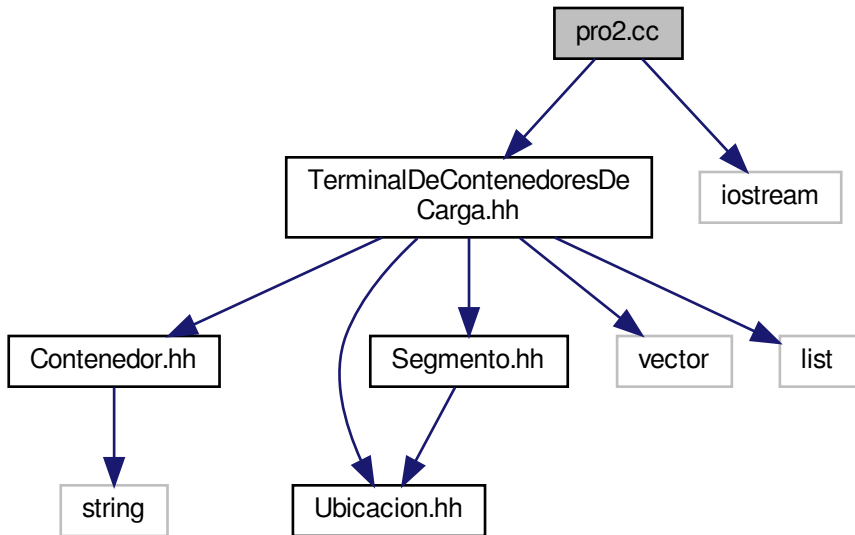 pro2.cc
TerminalDeContenedoresDe
Carga.hh
iostream
Contenedor.hh
Segmento.hh
vector
list
string
Ubicacion.hh